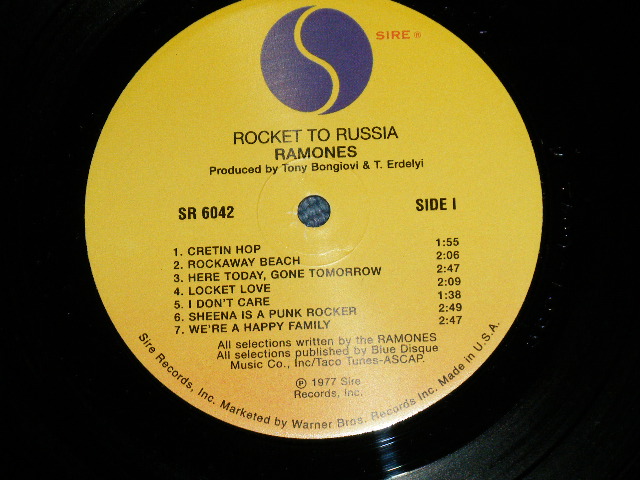 SIRE ®
ROCKET TO RUSSIA
RAMONES
Produced by Tony Bongiovi & T. Erdelyi
SR 6042
SIDE I
1. CRETIN HOP 1:55
2. ROCKAWAY BEACH 2:06
3. HERE TODAY, GONE TOMORROW 2:47
4. LOCKET LOVE 2:09
5. I DON'T CARE 1:38
6. SHEENA IS A PUNK ROCKER 2:49
7. WE'RE A HAPPY FAMILY 2:47
All selections written by the RAMONES
All selections published by Blue Disque
Music Co., Inc/Taco Tunes-ASCAP.
℗ 1977 Sire
Records, Inc.
Sire Records, Inc. Marketed by Warner Bros. Records Inc. Made in U.S.A.